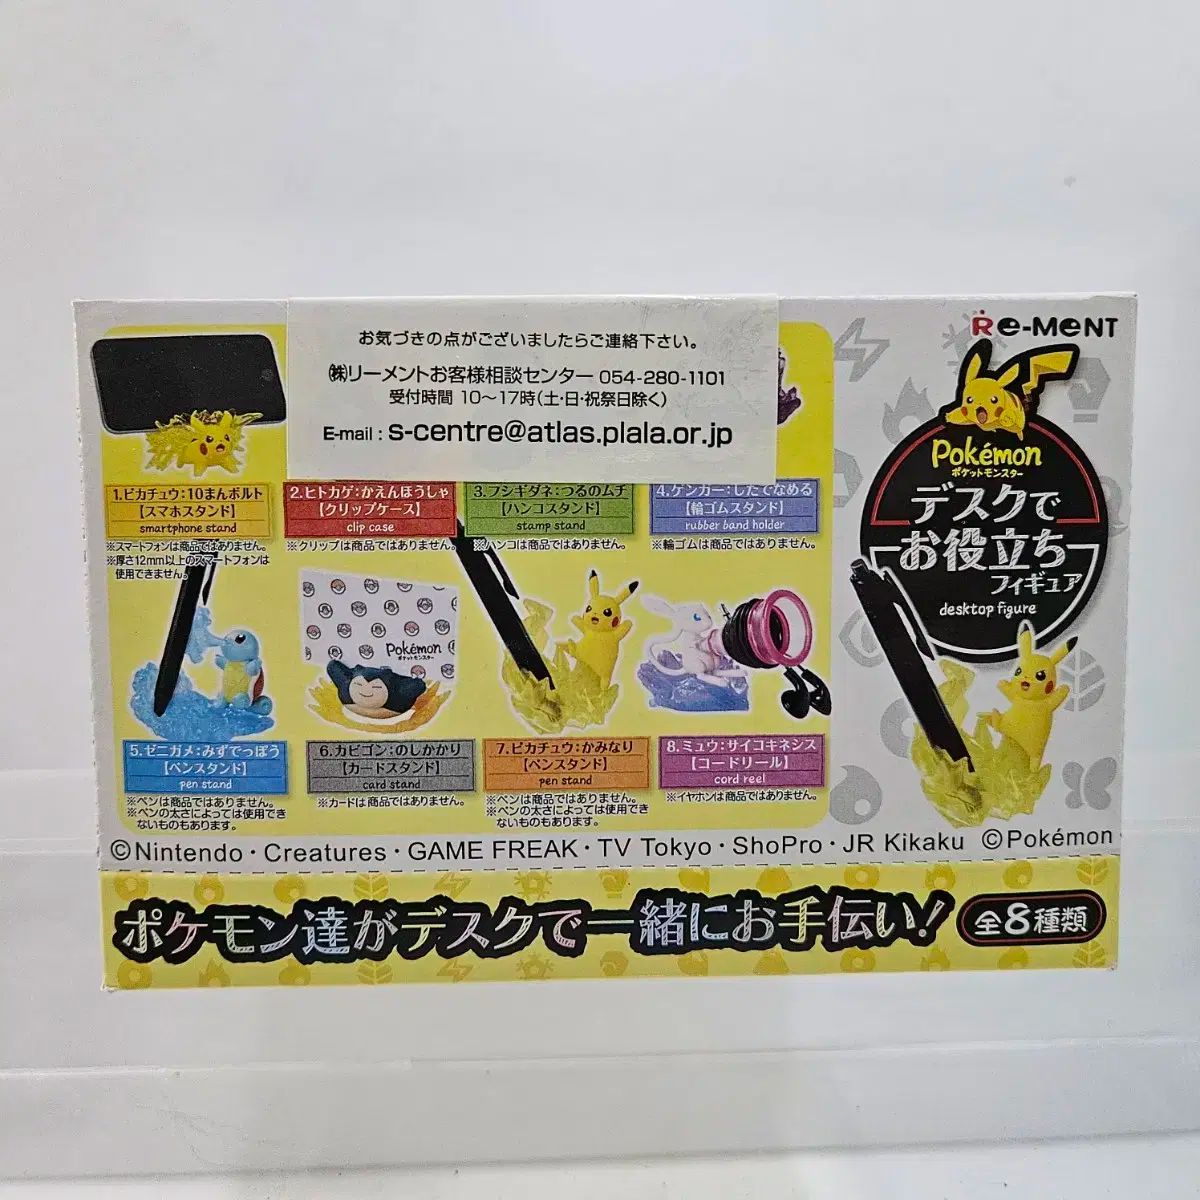 お気づきの点がございましたらご連絡下さい。
㈱リーメントお客様相談センター 054-280-1101
受付時間 10〜17時(土・日・祝祭日除く)
E-mail : s-centre@atlas.plala.or.jp
Re-MeNT
Pokémon
ポケットモンスター
デスクで
お役立ち
フィギュア
desktop figure
1.ピカチュウ:10まんボルト
【スマホスタンド】
smartphone stand
※スマートフォンは商品ではありません。
※厚さ12mm以上のスマートフォンは
使用できません。
2.ヒトカゲ:かえんほうしゃ
【クリップケース】
clip case
※クリップは商品ではありません。
3.フシギダネ:つるのムチ
【ハンコスタンド】
stamp stand
※ハンコは商品ではありません。
4.ゲンガー:したでなめる
【輪ゴムスタンド】
rubber band holder
※輪ゴムは商品ではありません。
Pokémon
ポケットモンスター
5.ゼニガメ:みずでっぽう
【ペンスタンド】
pen stand
※ペンは商品ではありません。
※ペンの太さによっては使用でき
ないものもあります。
6.カビゴン:のしかかり
【カードスタンド】
card stand
※カードは商品ではありません。
7.ピカチュウ:かみなり
【ペンスタンド】
pen stand
※ペンは商品ではありません。
※ペンの太さによっては使用でき
ないものもあります。
8.ミュウ:サイコキネシス
【コードリール】
cord reel
※イヤホンは商品ではありません。
©Nintendo・Creatures・GAME FREAK・TV Tokyo・ShoPro・JR Kikaku ©Pokémon
ポケモン達がデスクで一緒にお手伝い!
全8種類